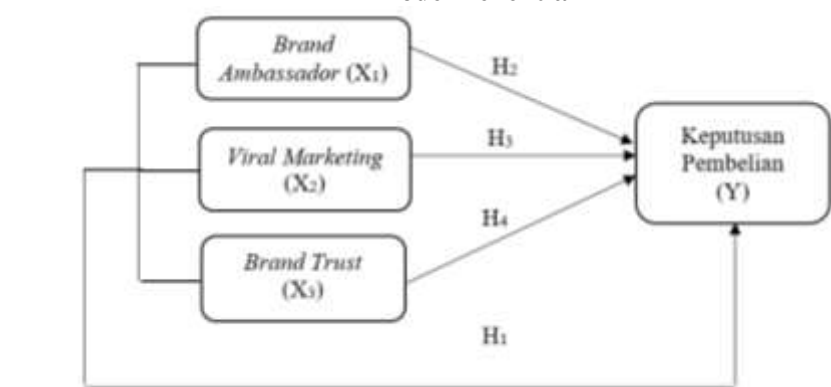 Brand
Ambassador (X1)
H2
Viral Marketing
(X2)
H3
Keputusan
Pembelian
(Y)
H4
Brand Trust
(X3)
H1